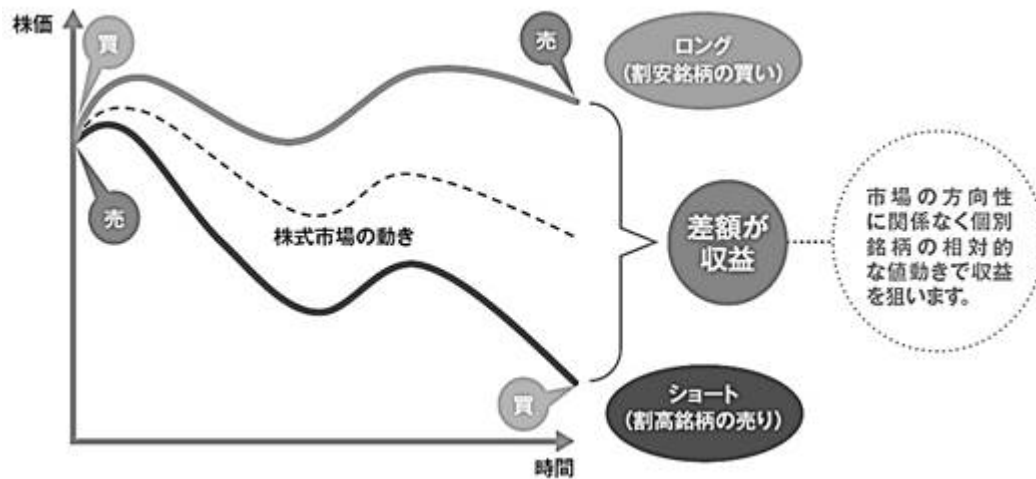 株価
買
売
ロング
(割安銘柄の買い)
売
株式市場の動き
差額が
収益
市場の方向性
に関係なく個別
銘柄の相対的
な値動きで収益
を狙います。
買
ショート
(割高銘柄の売り)
時間